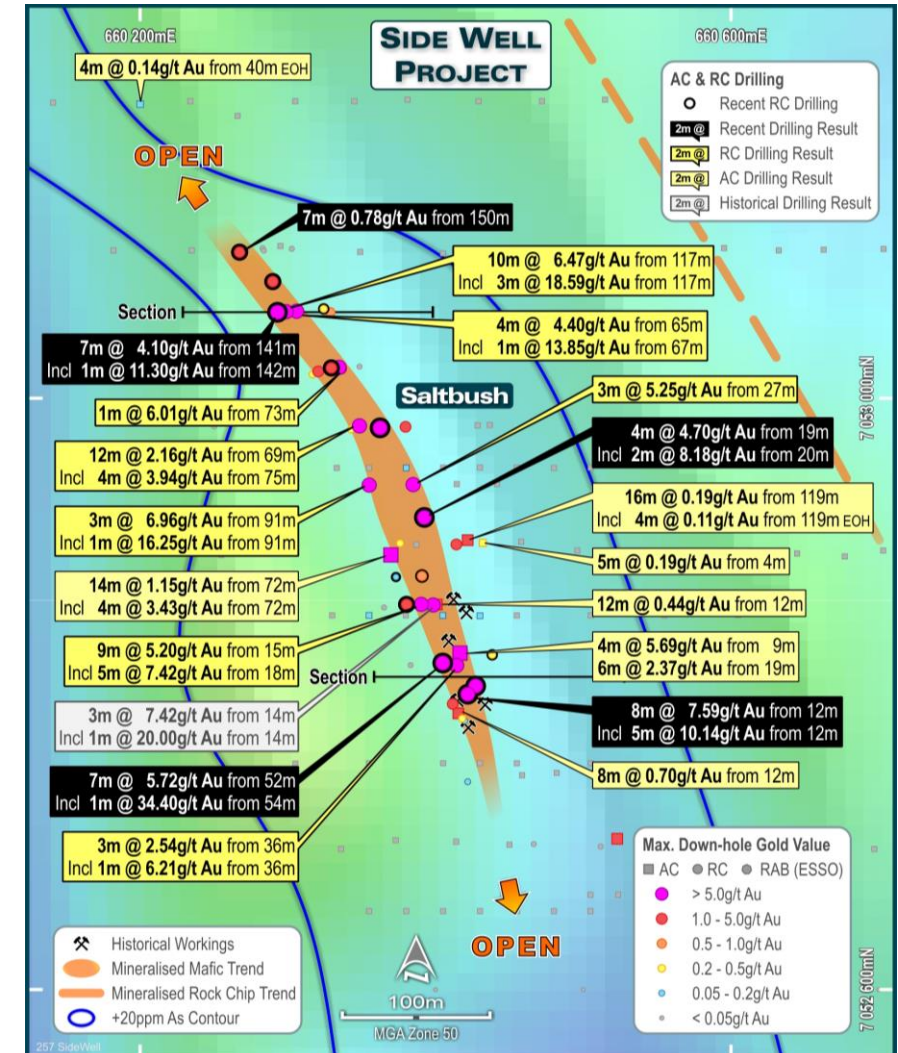 660 200mE
SIDE WELL
PROJECT
660 600mE
4m @ 0.14g/t Au from 40m EOH
AC & RC Drilling
Recent RC Drilling
2m @ Recent Drilling Result
2m @ RC Drilling Result
2m @ AC Drilling Result
2m @ Historical Drilling Result
OPEN
7m @ 0.78g/t Au from 150m
10m @ 6.47g/t Au from 117m
Incl 3m @ 18.59g/t Au from 117m
Section
4m @ 4.40g/t Au from 65m
Incl 1m @ 13.85g/t Au from 67m
7m @ 4.10g/t Au from 141m
Incl 1m @ 11.30g/t Au from 142m
Saltbush
3m @ 5.25g/t Au from 27m
7 053 000mN
1m @ 6.01g/t Au from 73m
4m @ 4.70g/t Au from 19m
Incl 2m @ 8.18g/t Au from 20m
12m @ 2.16g/t Au from 69m
Incl 4m @ 3.94g/t Au from 75m
16m @ 0.19g/t Au from 119m
Incl 4m @ 0.11g/t Au from 119m EOH
3m @ 6.96g/t Au from 91m
Incl 1m @ 16.25g/t Au from 91m
5m @ 0.19g/t Au from 4m
14m @ 1.15g/t Au from 72m
Incl 4m @ 3.43g/t Au from 72m
12m @ 0.44g/t Au from 12m
9m @ 5.20g/t Au from 15m
Incl 5m @ 7.42g/t Au from 18m
4m @ 5.69g/t Au from 9m
6m @ 2.37g/t Au from 19m
Section
3m @ 7.42g/t Au from 14m
Incl 1m @ 20.00g/t Au from 14m
8m @ 7.59g/t Au from 12m
Incl 5m @ 10.14g/t Au from 12m
7m @ 5.72g/t Au from 52m
Incl 1m @ 34.40g/t Au from 54m
8m @ 0.70g/t Au from 12m
3m @ 2.54g/t Au from 36m
Incl 1m @ 6.21g/t Au from 36m
Max. Down-hole Gold Value
AC RC RAB (ESSO)
> 5.0g/t Au
1.0 - 5.0g/t Au
0.5 - 1.0g/t Au
0.2 - 0.5g/t Au
0.05 - 0.2g/t Au
< 0.05g/t Au
OPEN
7 052 600mN
Historical Workings
Mineralised Mafic Trend
Mineralised Rock Chip Trend
+20ppm As Contour
N
100m
MGA Zone 50
257 SideWell